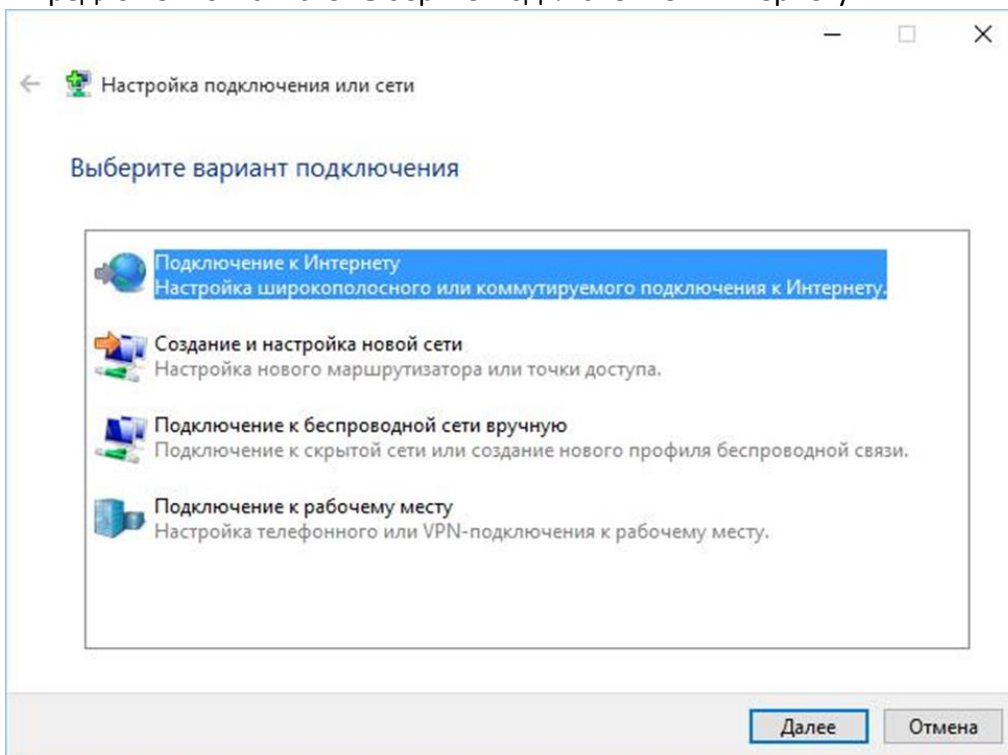 Настройка подключения или сети
Выберите вариант подключения
Подключение к Интернету
Настройка широкополосного или коммутируемого подключения к Интернету.
Создание и настройка новой сети
Настройка нового маршрутизатора или точки доступа.
Подключение к беспроводной сети вручную
Подключение к скрытой сети или создание нового профиля беспроводной связи.
Подключение к рабочему месту
Настройка телефонного или VPN-подключения к рабочему месту.
Далее
Отмена